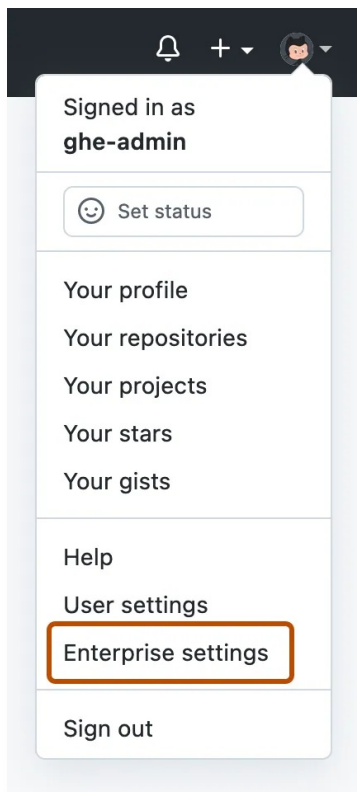 Signed in as
ghe-admin
Set status
Your profile
Your repositories
Your projects
Your stars
Your gists
Help
User settings
Enterprise settings
Sign out